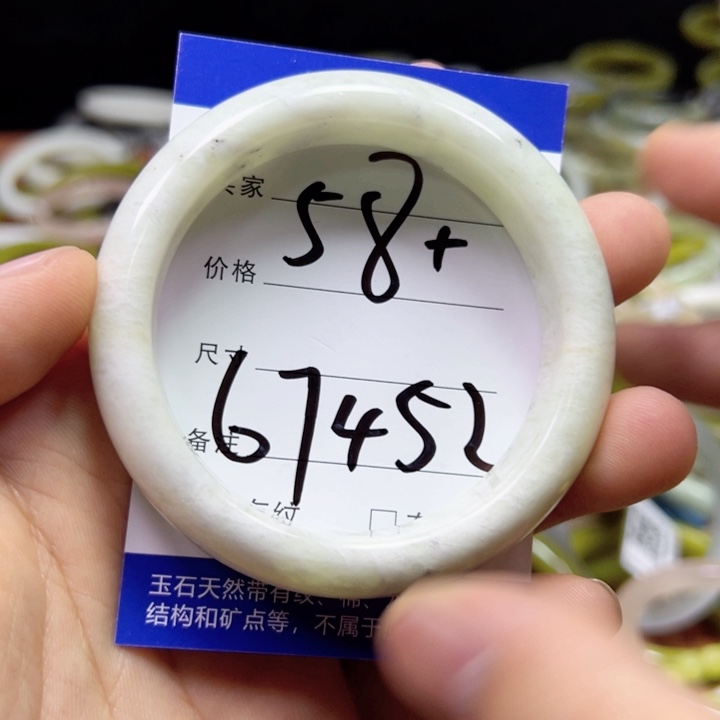 家
58+
价格
尺寸
67452
备注
玉石天然带有纹、棉、
结构和矿点等，不属于